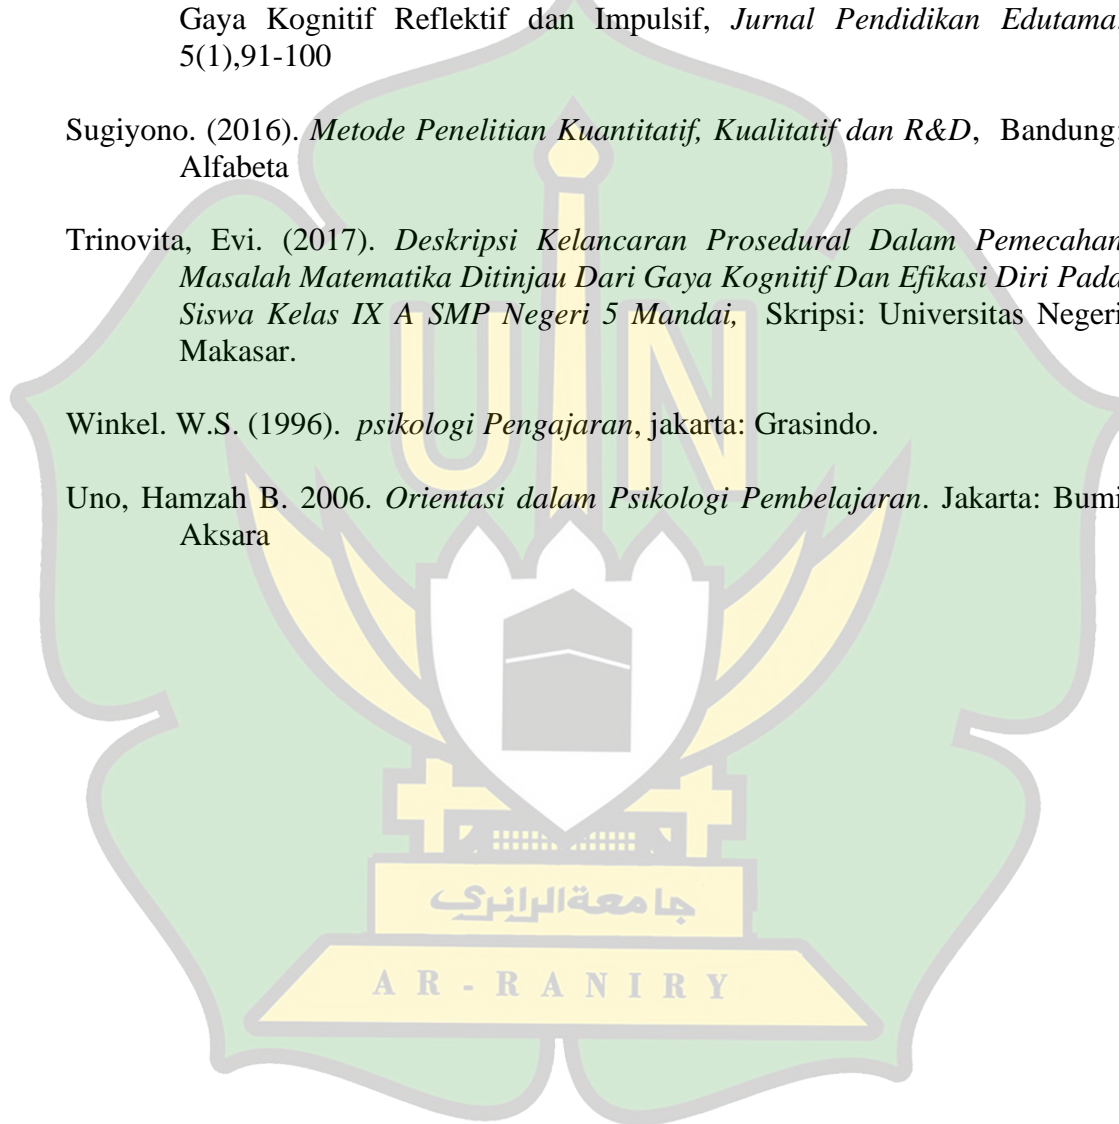 Gaya Kognitif Reflektif dan Impulsif, Jurnal Pendidikan Edutama.
5(1),91-100
Sugiyono. (2016). Metode Penelitian Kuantitatif, Kualitatif dan R&D, Bandung:
Alfabeta
Trinovita, Evi. (2017). Deskripsi Kelancaran Prosedural Dalam Pemecahan
Masalah Matematika Ditinjau Dari Gaya Kognitif Dan Efikasi Diri Pada
Siswa Kelas IX A SMP Negeri 5 Mandai, Skripsi: Universitas Negeri
Makasar.
Winkel. W.S. (1996). psikologi Pengajaran, jakarta: Grasindo.
Uno, Hamzah B. 2006. Orientasi dalam Psikologi Pembelajaran. Jakarta: Bumi
Aksara
UIN
جامعة الرانري
AR-RANIRY